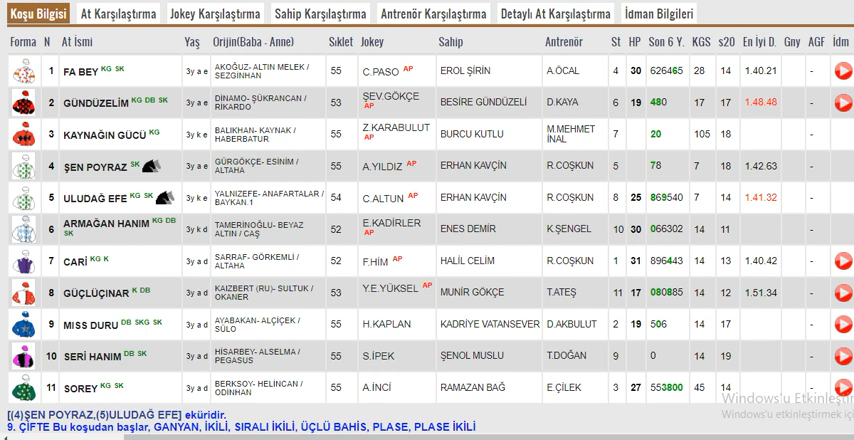 Koşu Bilgisi At Karşılaştırma Jokey Karşılaştırma Sahip Karşılaştırma Antrenör Karşılaştırma Detaylı At Karşılaştırma İdman Bilgileri
Forma N At İsmi Yaş Orijin(Baba - Anne) Sıklet Jokey Sahip Antrenör St HP Son 6 Y. KGS s20 En İyi D. Gny AGF İdm
1 FA BEY KG SK 3y a e AKOĞUZ- ALTIN MELEK / SEZGINHAN 55 C.PASO AP EROL ŞİRİN A.ÖCAL 4 30 626465 28 14 1.40.21 -
2 GÜNDÜZELİM KG DB SK 3y a e DİNAMO- ŞÜKRANCAN / RİKARDO 53 ŞEV.GÖKÇE AP BESİRE GÜNDÜZELİ D.KAYA 6 19 480 17 17 1.48.48 -
3 KAYNAĞIN GÜCÜ KG 3y k e BALIKHAN- KAYNAK / HABERBATUR 55 Z.KARABULUT AP BURCU KUTLU M.MEHMET İNAL 7 20 105 18 -
4 ŞEN POYRAZ SK 3y a e GÜRGÖKÇE- ESİNİM / ALTAHA 55 A.YILDIZ AP ERHAN KAVÇİN R.COŞKUN 5 78 7 18 1.42.63 -
5 ULUDAĞ EFE KG SK 3y k e YALNIZEFE- ANAFARTALAR / BAYKAN.1 54 C.ALTUN AP ERHAN KAVÇİN R.COŞKUN 8 25 869540 7 14 1.41.32 -
6 ARMAĞAN HANIM KG DB SK 3y k d TAMERİNOĞLU- BEYAZ ALTIN / CAŞ 52 E.KADİRLER AP ENES DEMİR K.ŞENGEL 10 30 066302 14 11 -
7 CARİ KG K 3y a d SARRAF- GÖRKEMLİ / ALTAHA 52 F.HİM AP HALİL CELİM R.COŞKUN 1 31 896443 14 13 1.40.42 -
8 GÜÇLÜÇINAR K DB 3y a d KAIZBERT (RU)- SULTUK / OKANER 53 Y.E.YÜKSEL AP MUNİR GÖKÇE T.ATEŞ 11 17 080885 14 12 1.51.34 -
9 MISS DURU DB SKG SK 3y a d AYABAKAN- ALÇİÇEK / SÜLO 55 H.KAPLAN KADRİYE VATANSEVER D.AKBULUT 2 19 506 14 17 -
10 SERİ HANIM DB SK 3y a d HİSARBEY- ALSELMA / PEGASUS 55 S.İPEK ŞENOL MUSLU T.DOĞAN 9 0 14 19 -
11 SOREY KG SK 3y a d BERKSOY- HELİNCAN / ODİNHAN 55 A.İNCİ RAMAZAN BAĞ E.ÇİLEK 3 27 553800 45 14 -
Windows'u Etkinleştir
[(4)ŞEN POYRAZ,(5)ULUDAĞ EFE] eküridir.
Windows'u etkinleştirmek iç
9. ÇİFTE Bu koşudan başlar, GANYAN, İKİLİ, SIRALI İKİLİ, ÜÇLÜ BAHİS, PLASE, PLASE İKİLİ